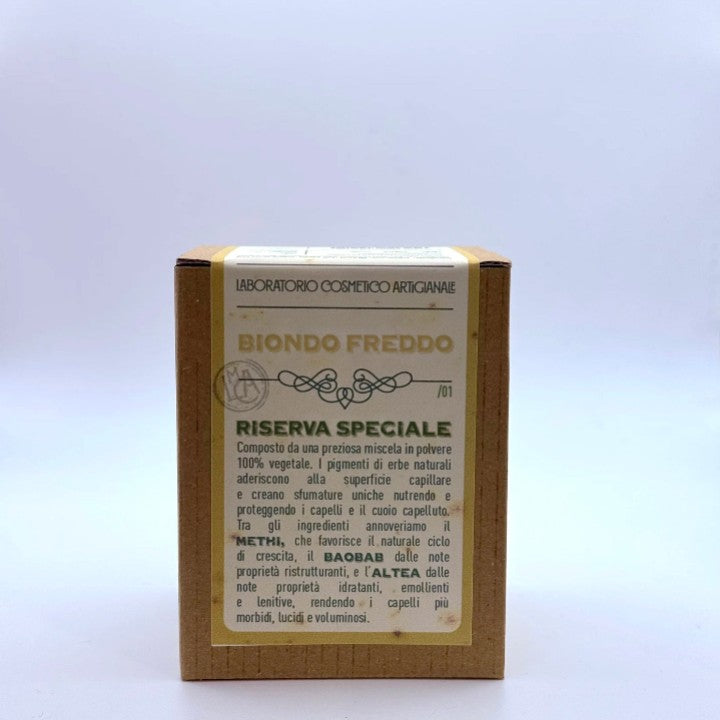 LABORATORIO COSMETICO ARTIGIANALE
BIONDO FREDDO
/01
RISERVA SPECIALE
Composto da una preziosa miscela in polvere
100% vegetale. I pigmenti di erbe naturali
aderiscono alla superficie capillare
e creano sfumature uniche nutrendo e
proteggendo i capelli e il cuoio capelluto.
Tra gli ingredienti annoveriamo il
METHI, che favorisce il naturale ciclo
di crescita, il BAOBAB dalle note
proprietà ristrutturanti, e l'ALTEA dalle
note proprietà idratanti, emollienti
e lenitive, rendendo i capelli più
morbidi, lucidi e voluminosi.